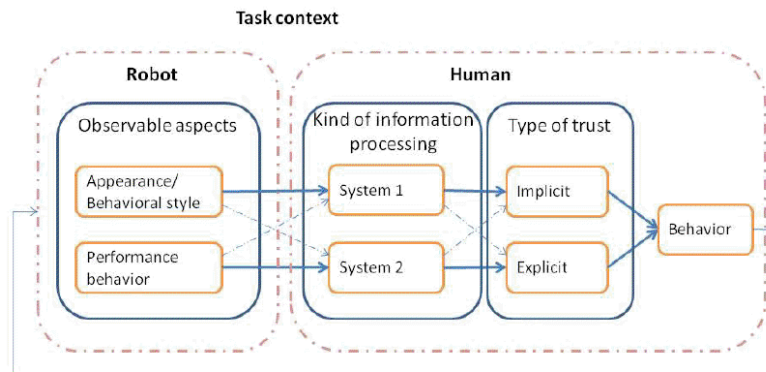 Task context
Robot
Human
Observable aspects
Kind of information
processing
Type of trust
Appearance/
Behavioral style
System 1
Implicit
Behavior
Performance
behavior
System 2
Explicit